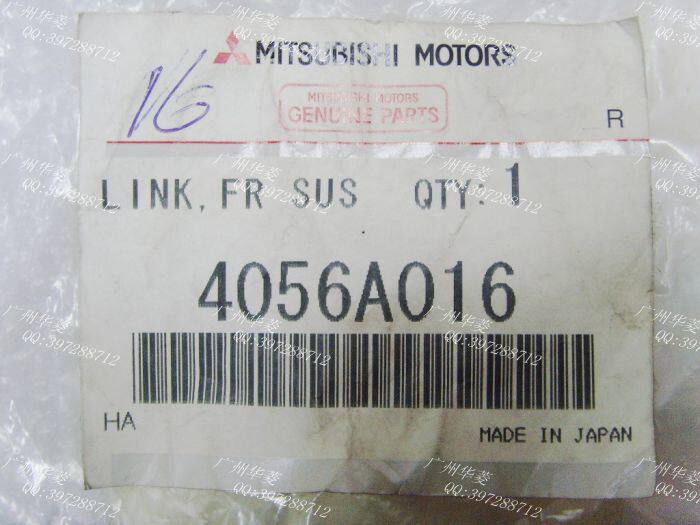 MITSUBISHI MOTORS
MITSUBISHI MOTORS
GENUINE PARTS
V6
R
LINK, FR SUS QTY: 1
4056A016
HA
MADE IN JAPAN
广州华菱
QQ:397288712